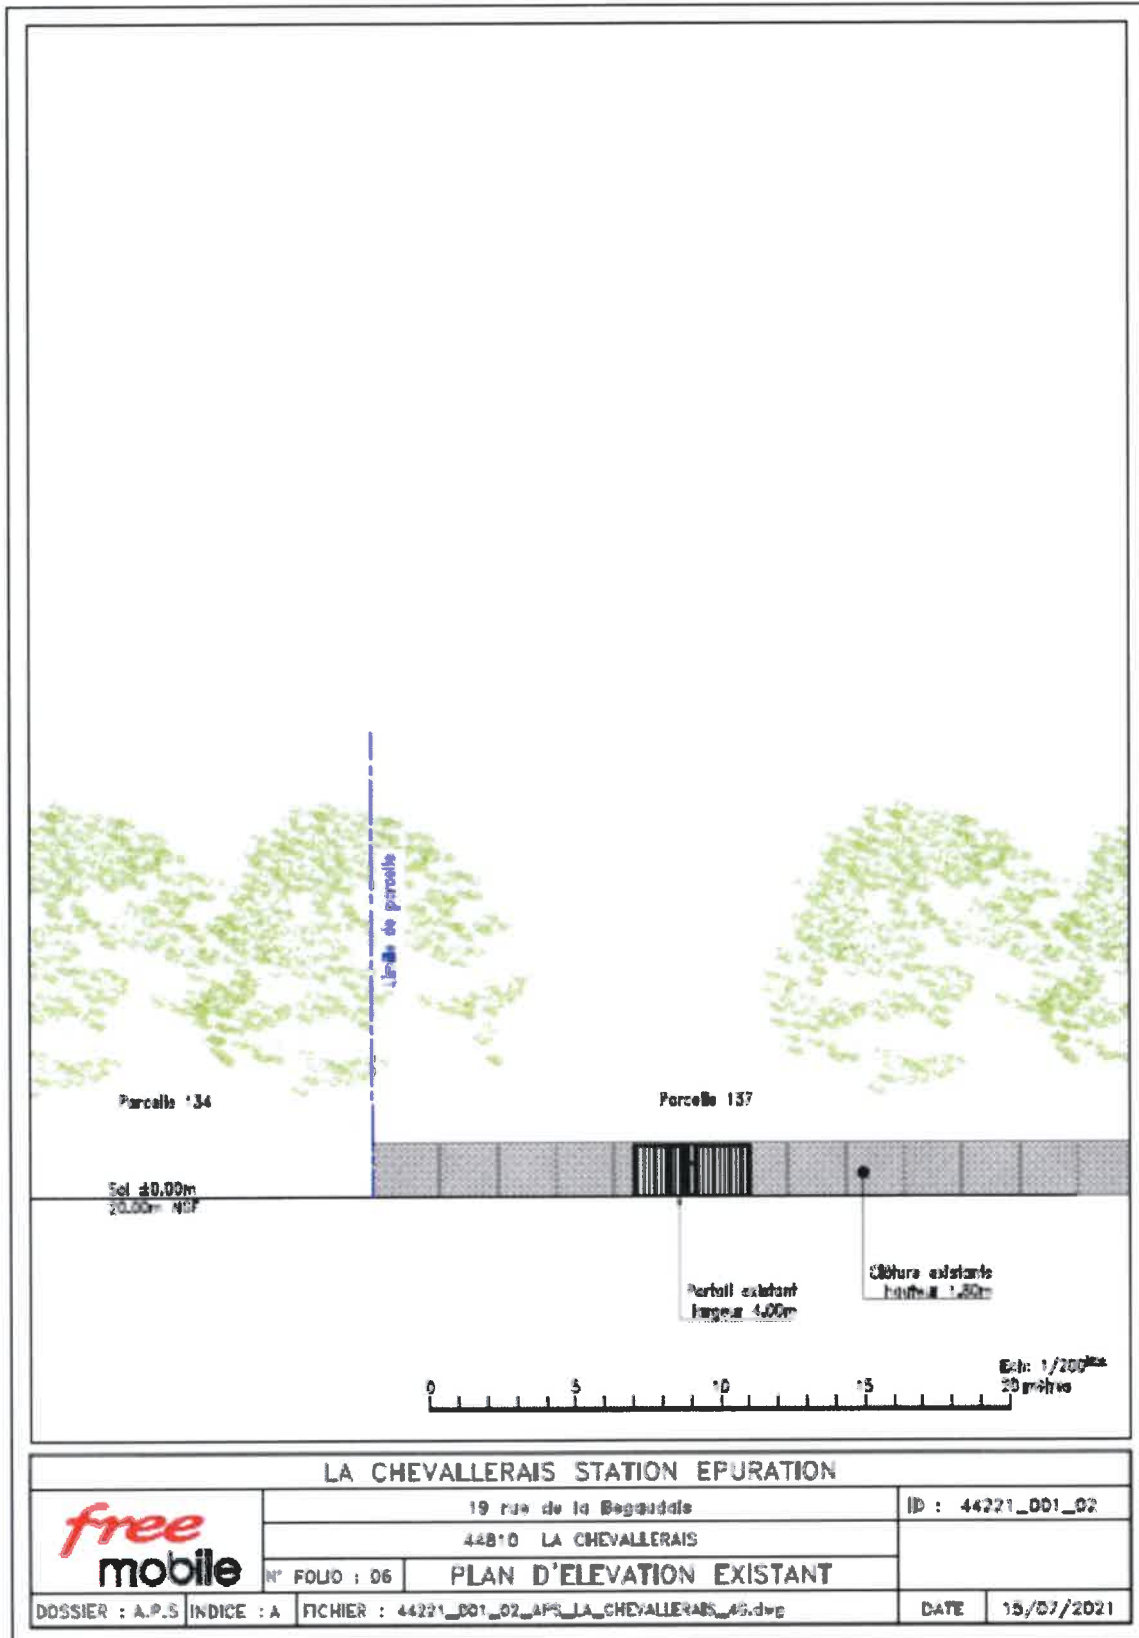 Limite de parcelle
Parcelle 134
Parcelle 137
Sol ±0.00m
20.00m NGF
Portail existant
largeur 4.00m
Clôture existante
hauteur 1.80m
Ech: 1/200ème
0 5 10 15 20 mètres
LA CHEVALLERAIS STATION EPURATION
free
mobile
19 rue de la Begaudais
ID : 44221_001_02
44810 LA CHEVALLERAIS
N° FOLIO : 06
PLAN D'ELEVATION EXISTANT
DOSSIER : A.P.S
INDICE : A
FICHIER : 44221_001_02_APS_LA_CHEVALLERAIS_
DATE
15/07/2021